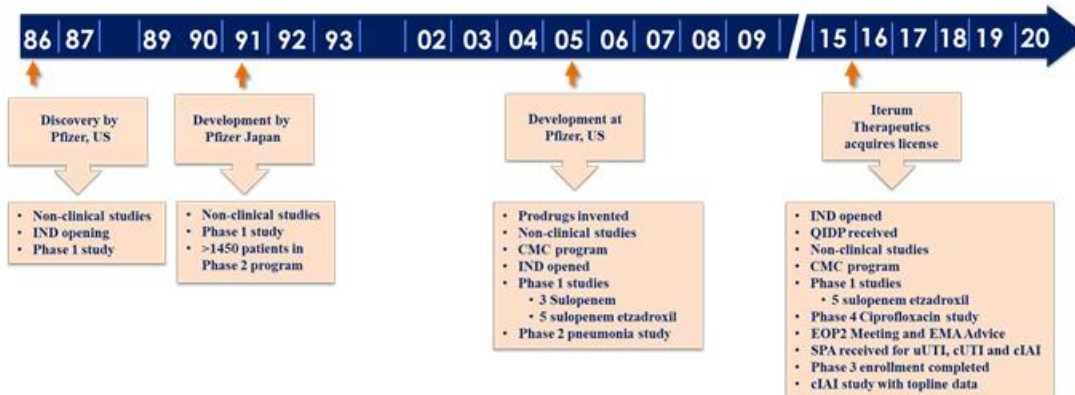 86 87 89 90 91 92 93 02 03 04 05 06 07 08 09 15 16 17 18 19 20
Discovery by
Pfizer, US
• Non-clinical studies
• IND opening
• Phase 1 study
Development by
Pfizer Japan
• Non-clinical studies
• Phase 1 study
• >1450 patients in
Phase 2 program
Development at
Pfizer, US
• Prodrugs invented
• Non-clinical studies
• CMC program
• IND opened
• Phase 1 studies
• 3 Sulopenem
• 5 sulopenem etzadroxil
• Phase 2 pneumonia study
Iterum
Therapeutics
acquires license
• IND opened
• QIDP received
• Non-clinical studies
• CMC program
• Phase 1 studies
• 5 sulopenem etzadroxil
• Phase 4 Ciprofloxacin study
• EOP2 Meeting and EMA Advice
• SPA received for uUTI, cUTI and cIAI
• Phase 3 enrollment completed
• cIAI study with topline data